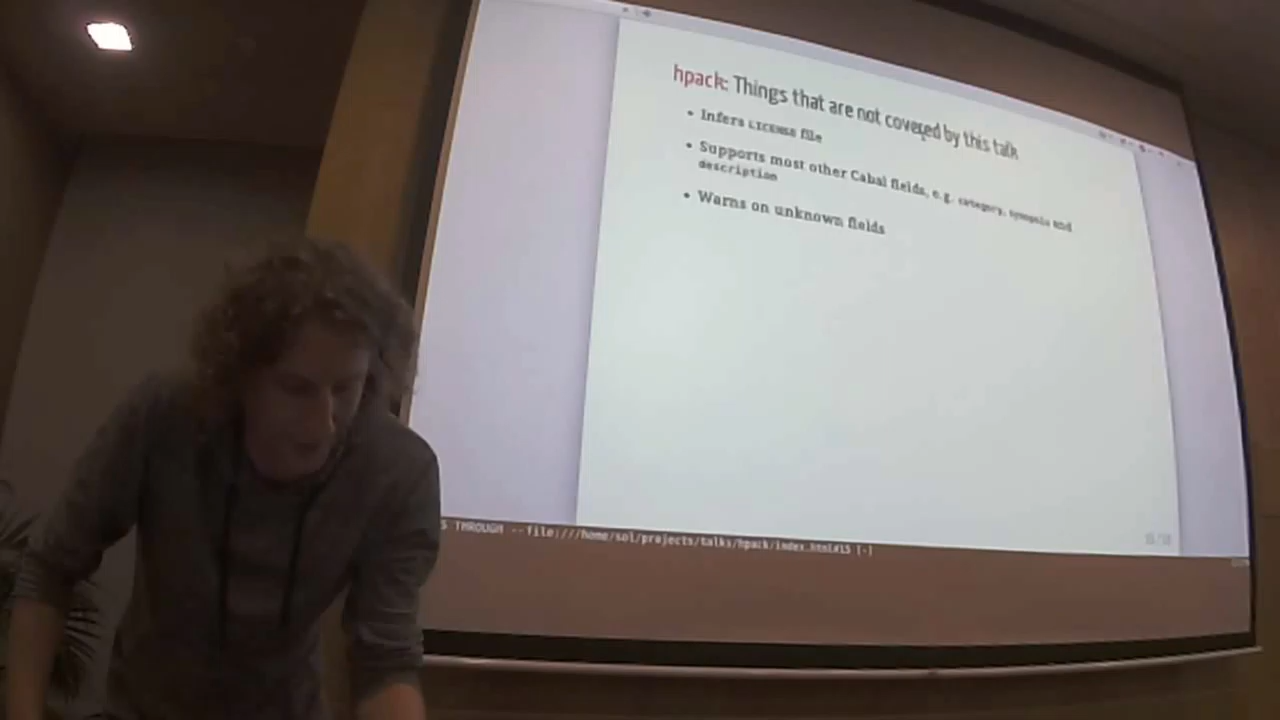 hpack: Things that are not covered by this talk
• Infers LICENSE file
• Supports most other Cabal fields, e.g. category, synopsis and
description
• Warns on unknown fields
S THROUGH --file:///home/sol/projects/talks/hpack/index.html#15 [-]